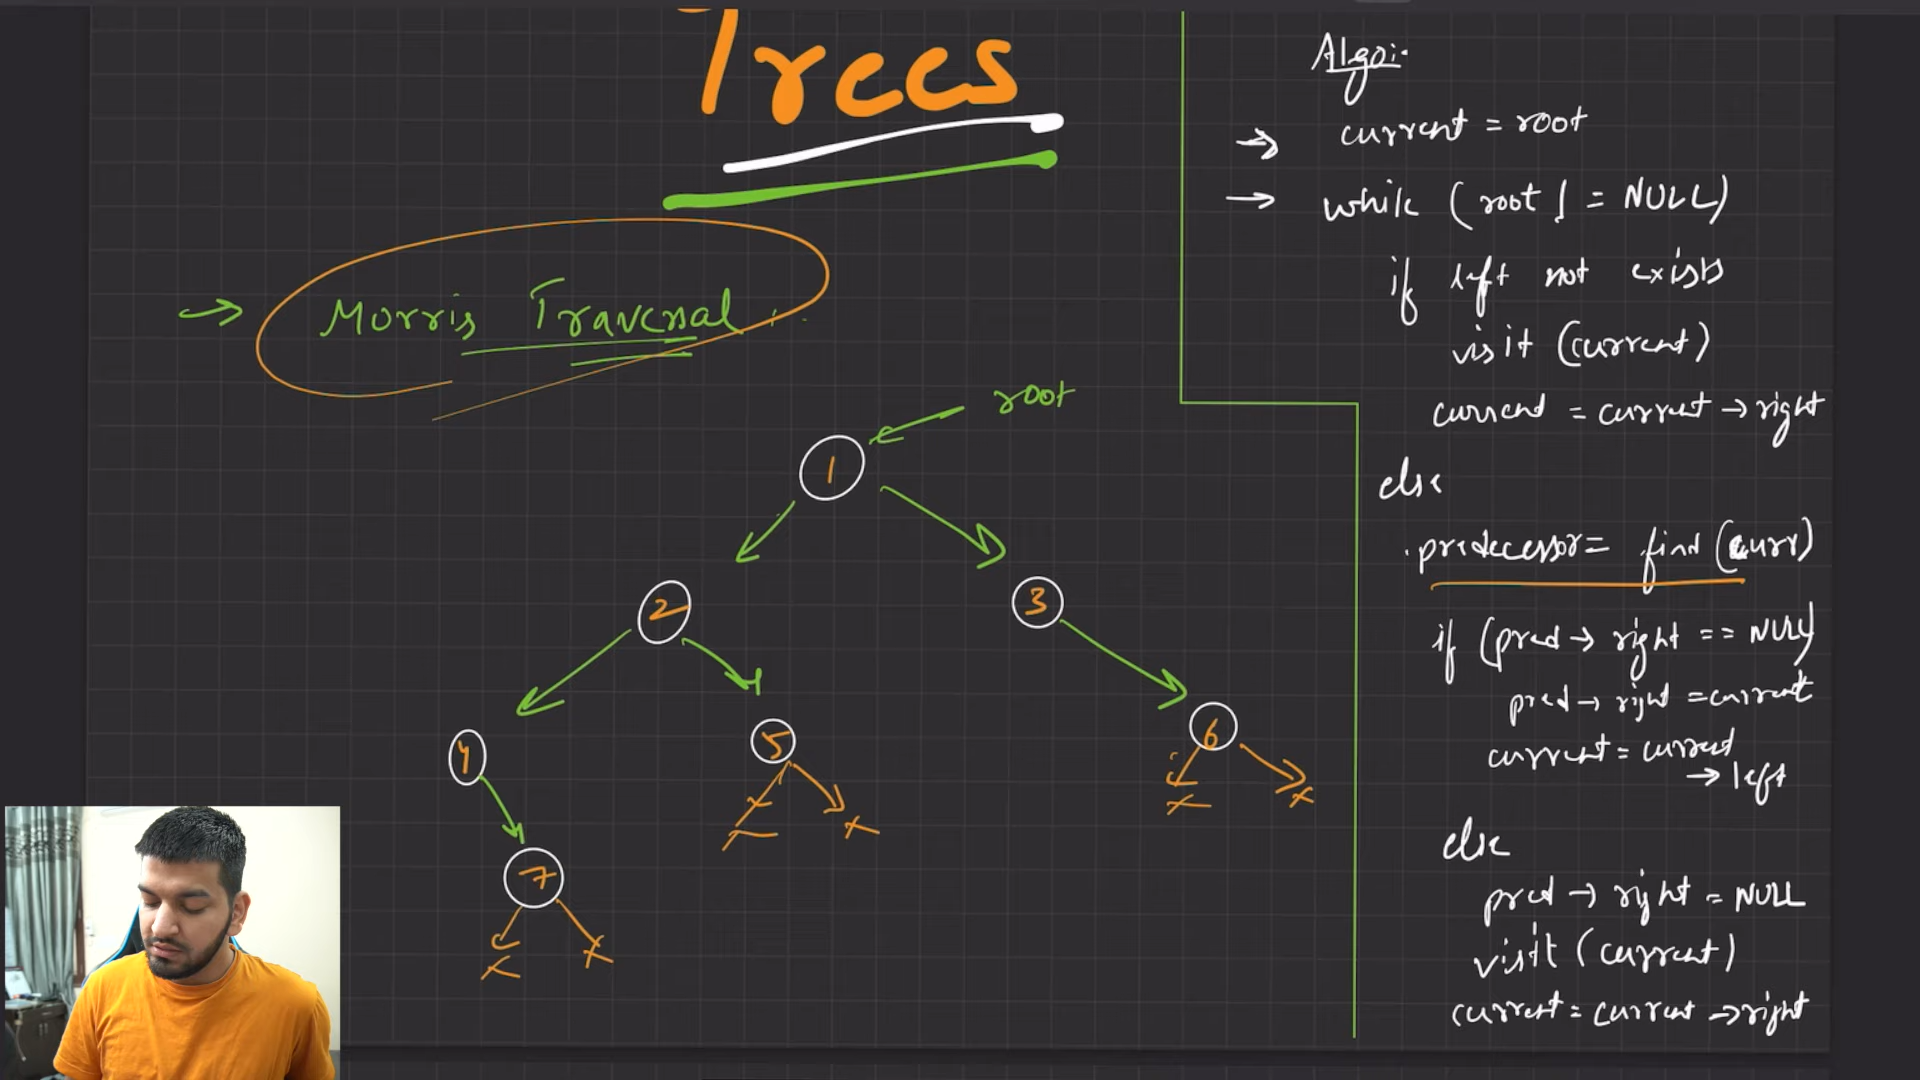 Trees
→ Morris Traversal
root
1
2
3
4
5
6
7
x
x
x
x
x
x
Algo:-
→ current = root
→ while (root != NULL)
if left not exists
visit (current)
current = current → right
else
predecessor = find (curr)
if (pred → right == NULL)
pred → right = current
current = current
→ left
else
pred → right = NULL
visit (current)
current = current → right